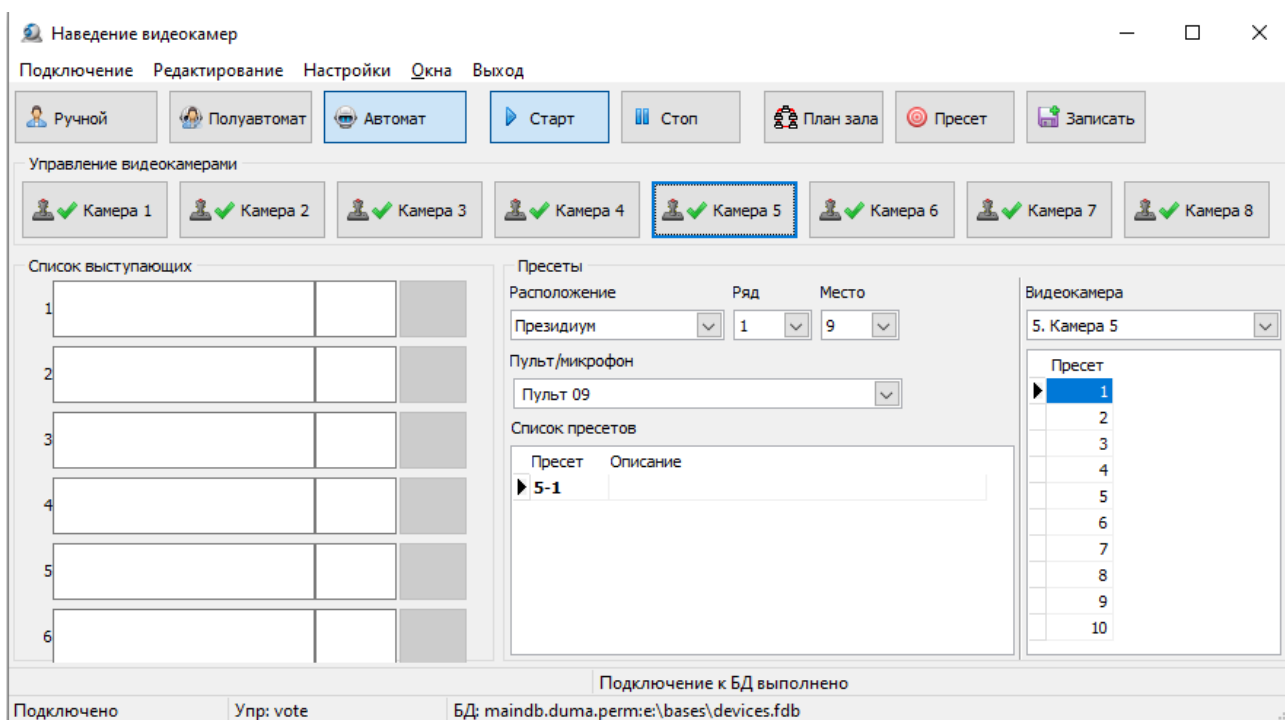 Наведение видеокамер
Подключение Редактирование Настройки Окна Выход
Ручной Полуавтомат Автомат Старт Стоп План зала Пресет Записать
Управление видеокамерами
Камера 1 Камера 2 Камера 3 Камера 4 Камера 5 Камера 6 Камера 7 Камера 8
Список выступающих
1
2
3
4
5
6
Пресеты
Расположение Ряд Место
Президиум 1 9
Пульт/микрофон
Пульт 09
Список пресетов
Пресет Описание
5-1
Видеокамера
5. Камера 5
Пресет
1
2
3
4
5
6
7
8
9
10
Подключение к БД выполнено
Подключено Упр: vote БД: maindb.duma.perm:e:\bases\devices.fdb